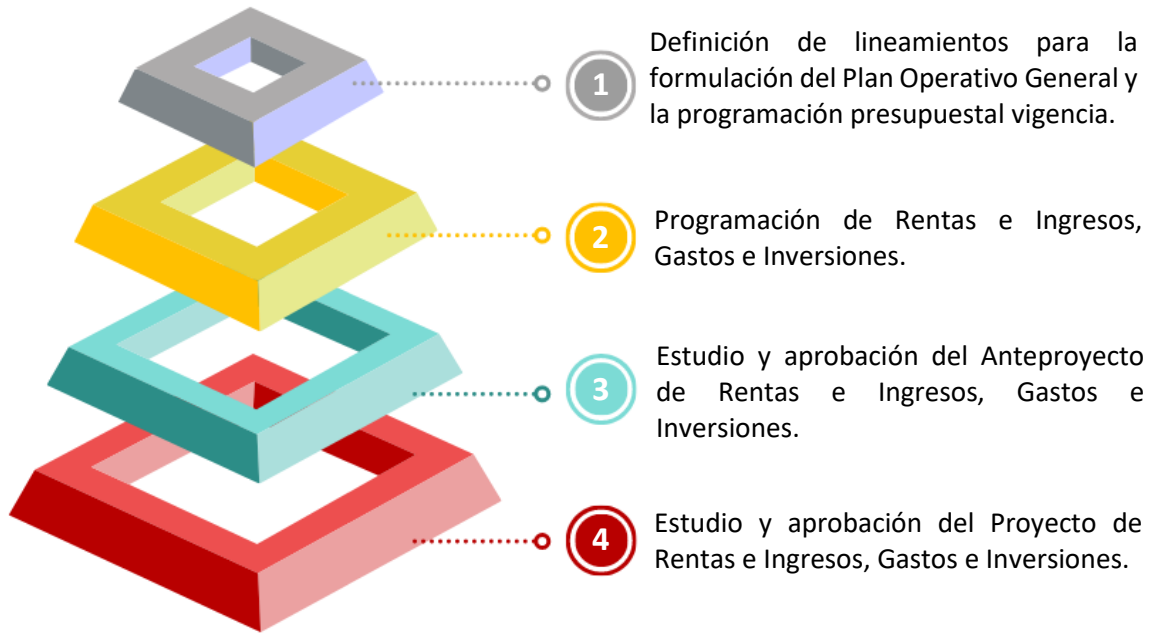 1
Definición de lineamientos para la
formulación del Plan Operativo General y
la programación presupuestal vigencia.
2
Programación de Rentas e Ingresos,
Gastos e Inversiones.
3
Estudio y aprobación del Anteproyecto
de Rentas e Ingresos, Gastos e
Inversiones.
4
Estudio y aprobación del Proyecto de
Rentas e Ingresos, Gastos e Inversiones.